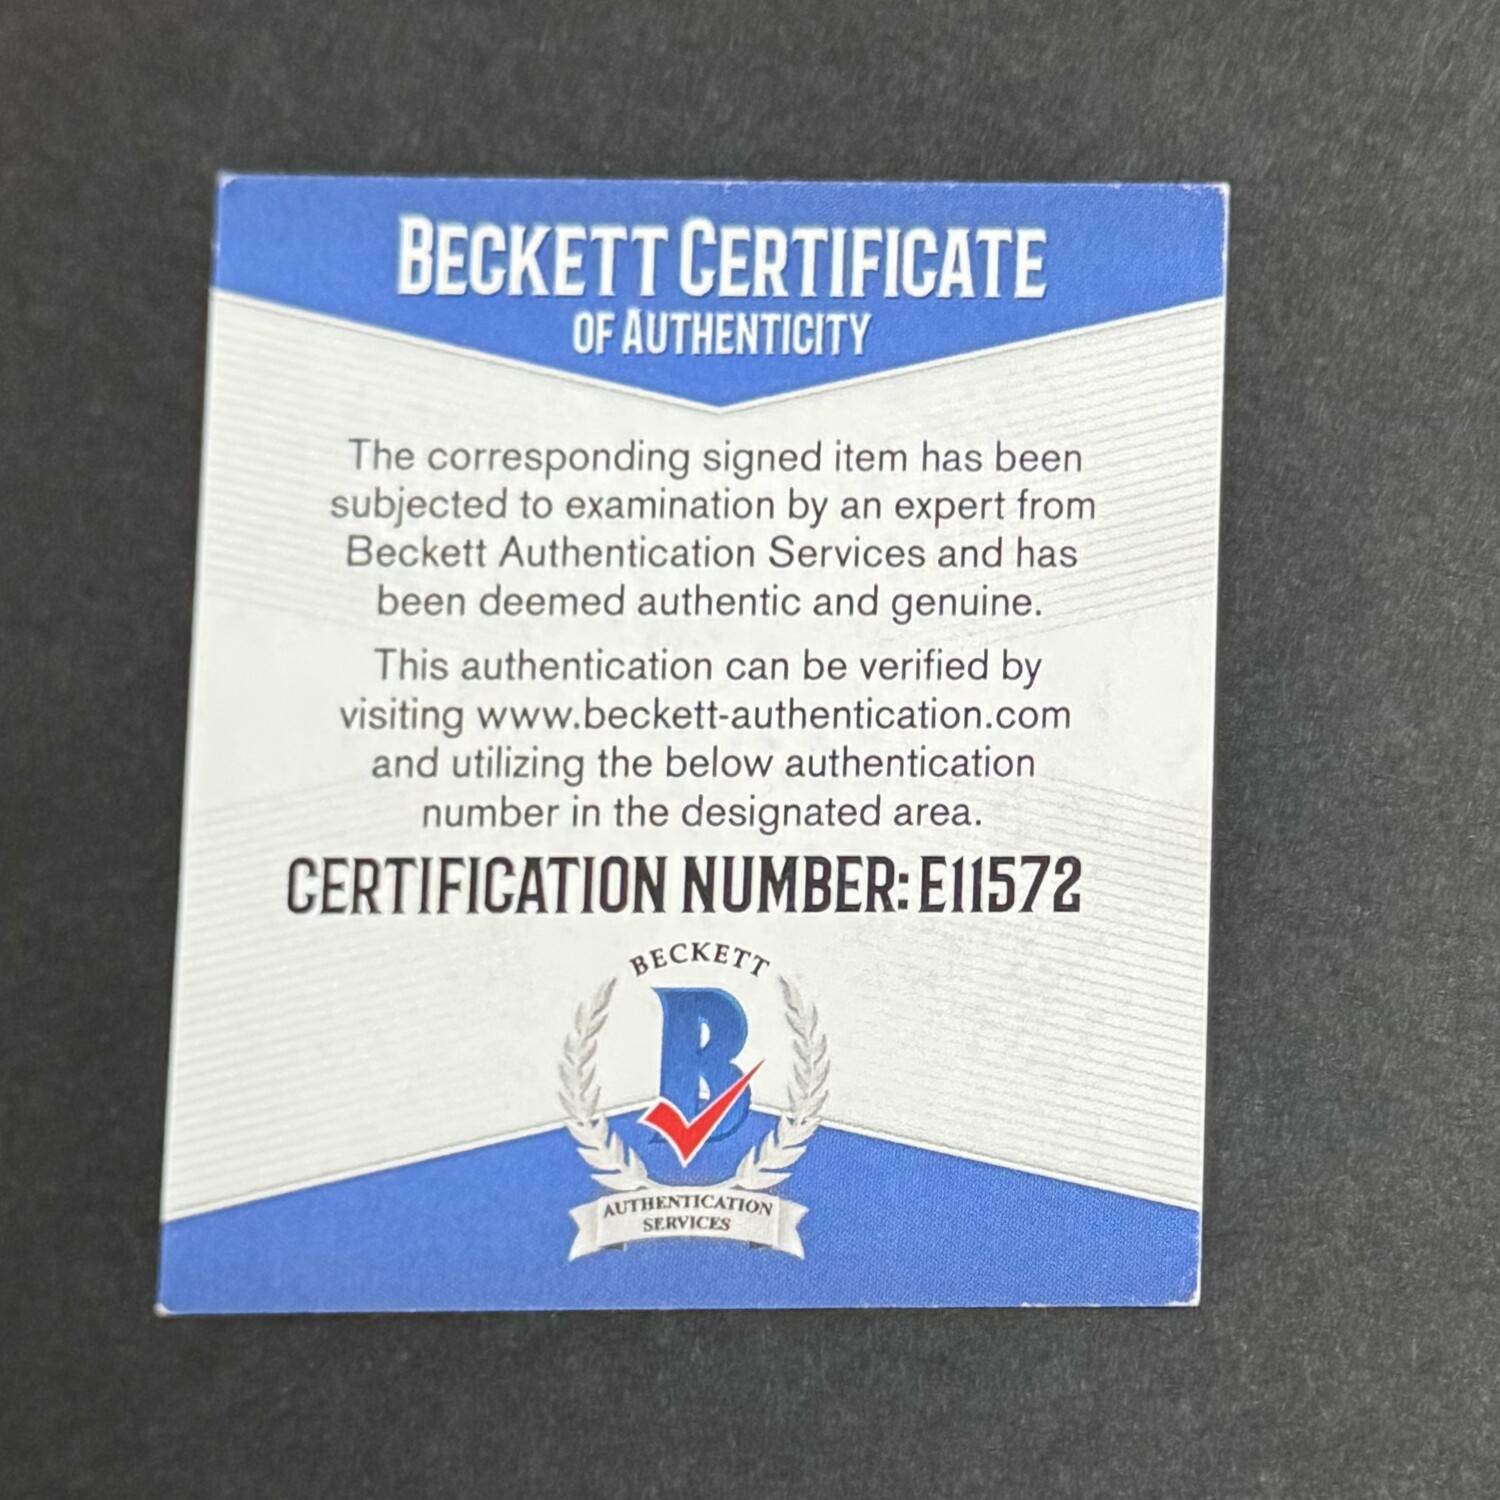 BECKETT CERTIFICATE
OF AUTHENTICITY
The corresponding signed item has been
subjected to examination by an expert from
Beckett Authentication Services and has
been deemed authentic and genuine.
This authentication can be verified by
visiting www.beckett-authentication.com
and utilizing the below authentication
number in the designated area.
CERTIFICATION NUMBER: E11572
BECKETT
B
AUTHENTICATION
SERVICES